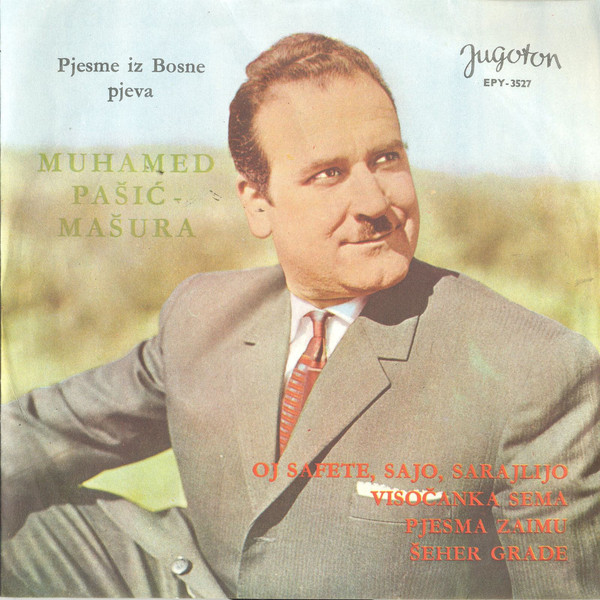 Pjesme iz Bosne
pjeva
Jugoton
EPY-3527
MUHAMED
PAŠIĆ-
MAŠURA
OJ SAFETE, SAJO, SARAJLIJO
VISOČANKA SEMA
PJESMA ZAIMU
ŠEHER GRADE